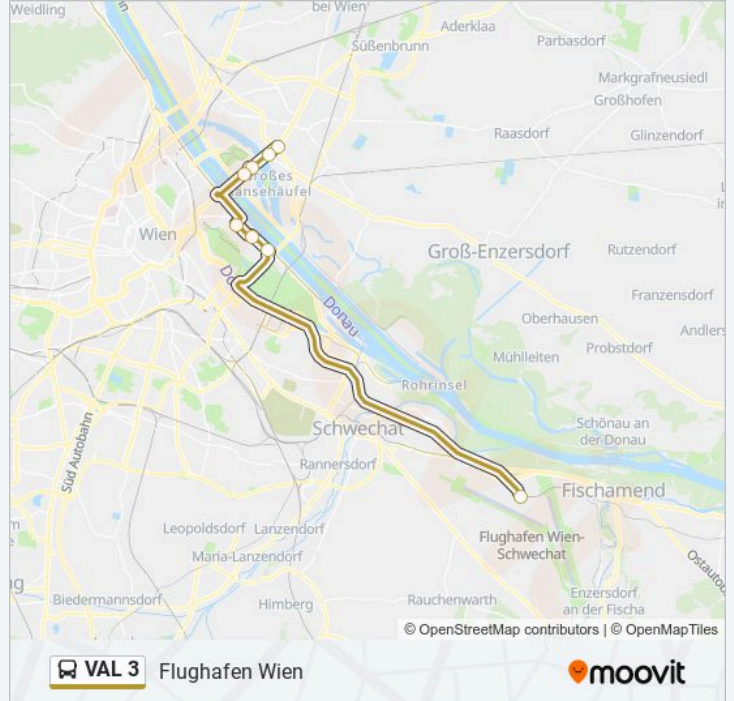 Weidling
bei Wien
Aderklaa
Süßenbrunn
Parbasdorf
Markgrafneusiedl
Großhofen
Raasdorf
Glinzendorf
Großes
Gänsehäufel
Wien
Groß-Enzersdorf
Rutzendorf
Franzensdorf
Donau
Oberhausen
Probstdorf
Mühlleiten
Rohrinsel
Schwechat
Schönau an
der Donau
Süd Autobahn
Rannersdorf
Fischamend
Leopoldsdorf
Lanzendorf
Flughafen Wien-
Schwechat
Maria-Lanzendorf
Biedermannsdorf
Himberg
Rauchenwarth
Enzersdorf
an der Fischa
© OpenStreetMap contributors | © OpenMapTiles
VAL 3
Flughafen Wien
moovit